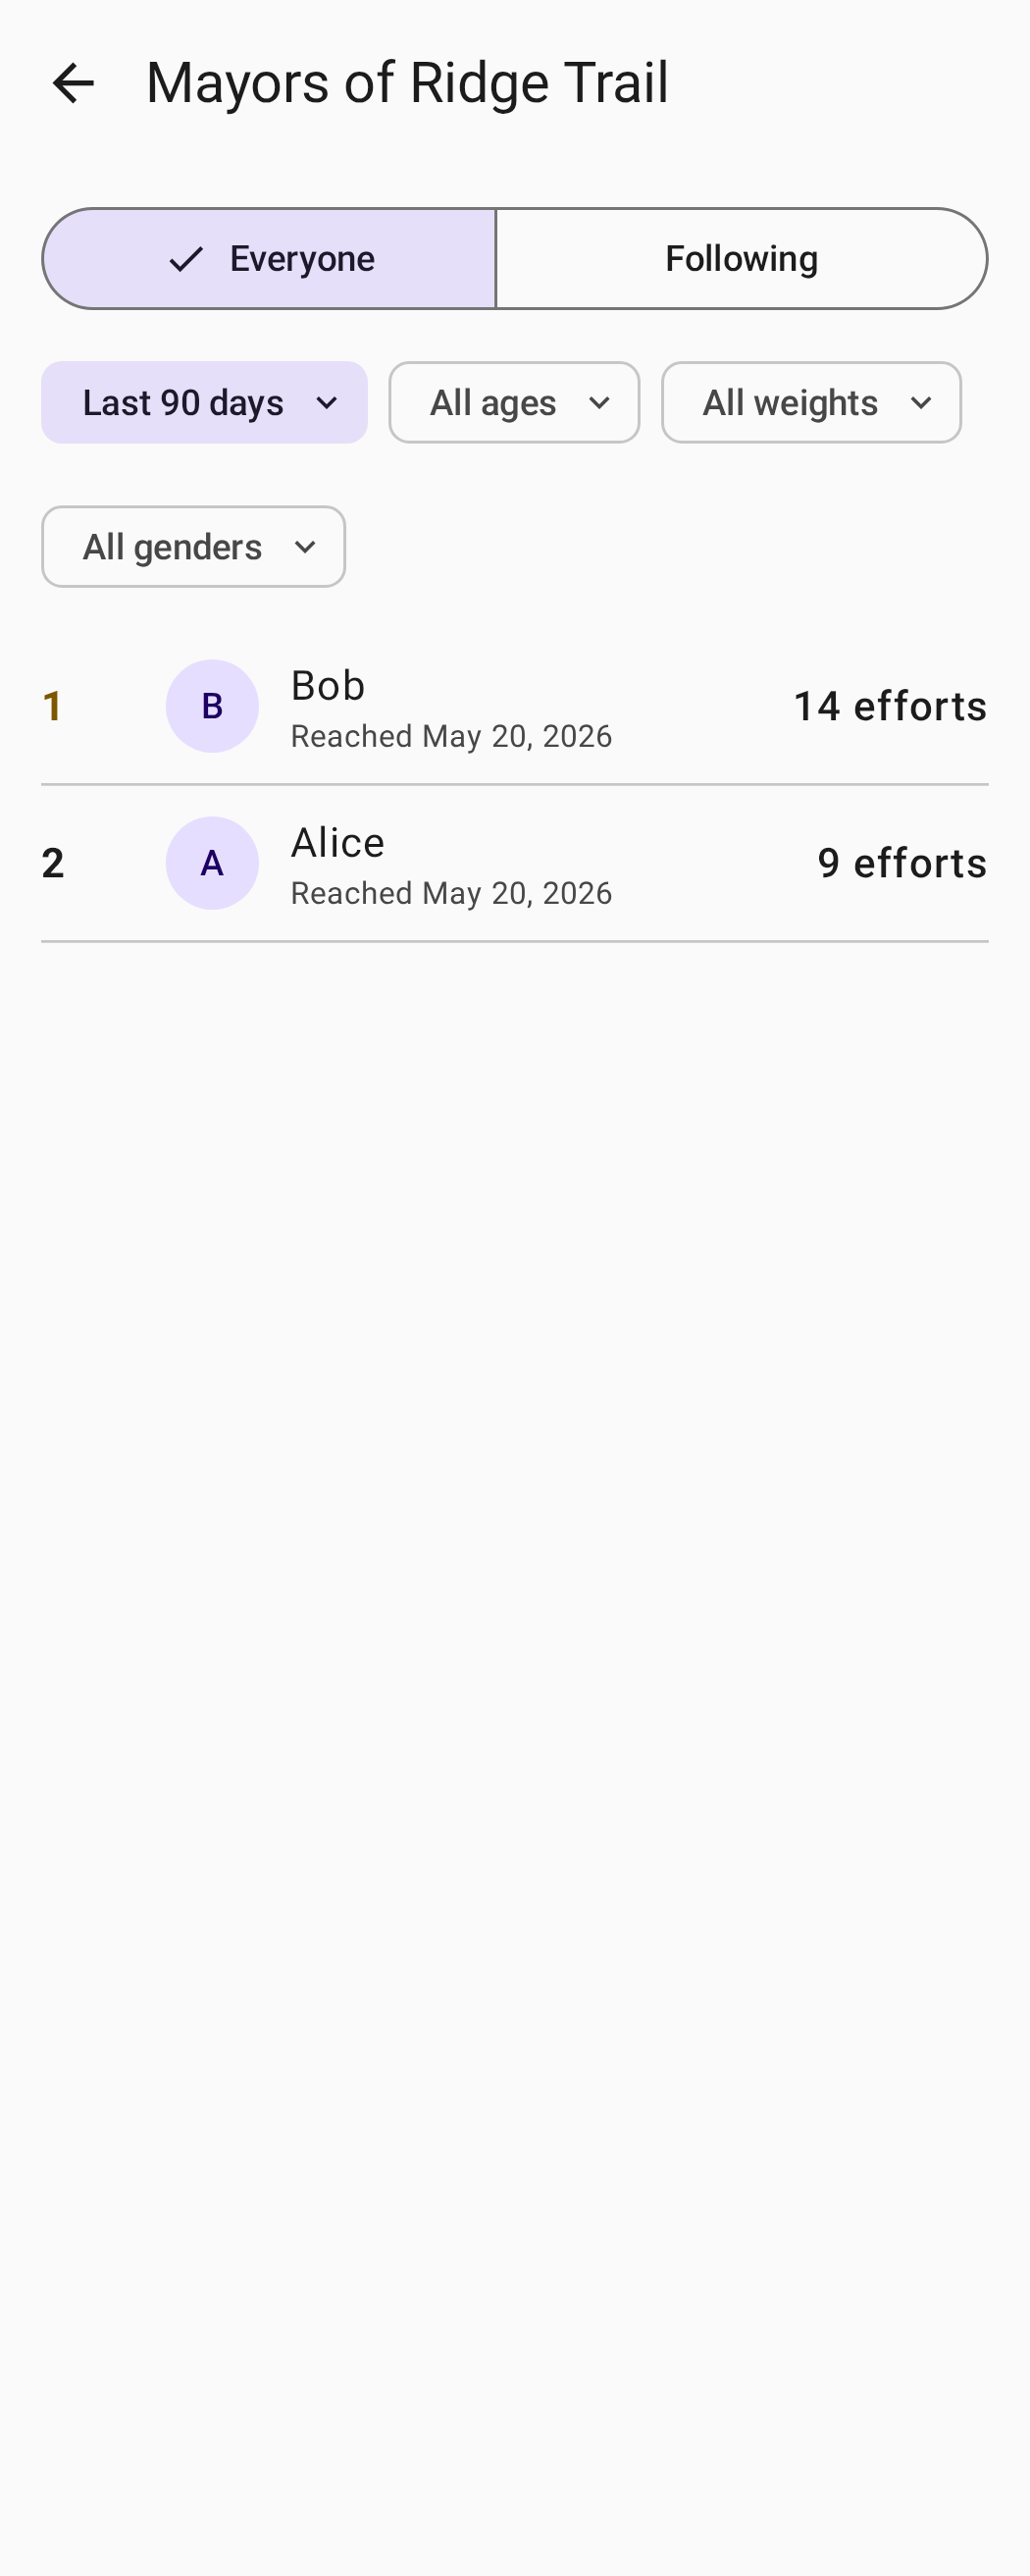 Mayors of Ridge Trail
Everyone
Following
Last 90 days
All ages
All weights
All genders
1
B
Bob
Reached May 20, 2026
14 efforts
2
A
Alice
Reached May 20, 2026
9 efforts